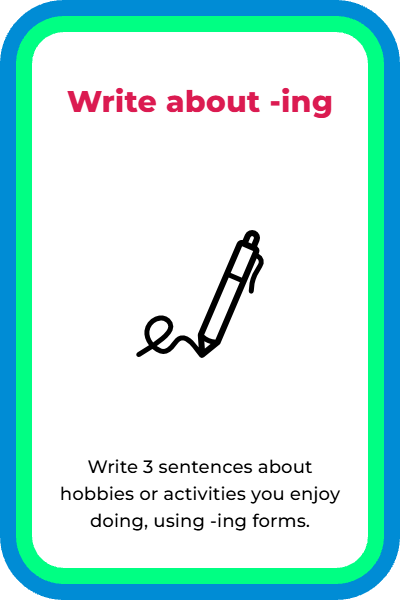 Write about -ing
Write 3 sentences about
hobbies or activities you enjoy
doing, using -ing forms.